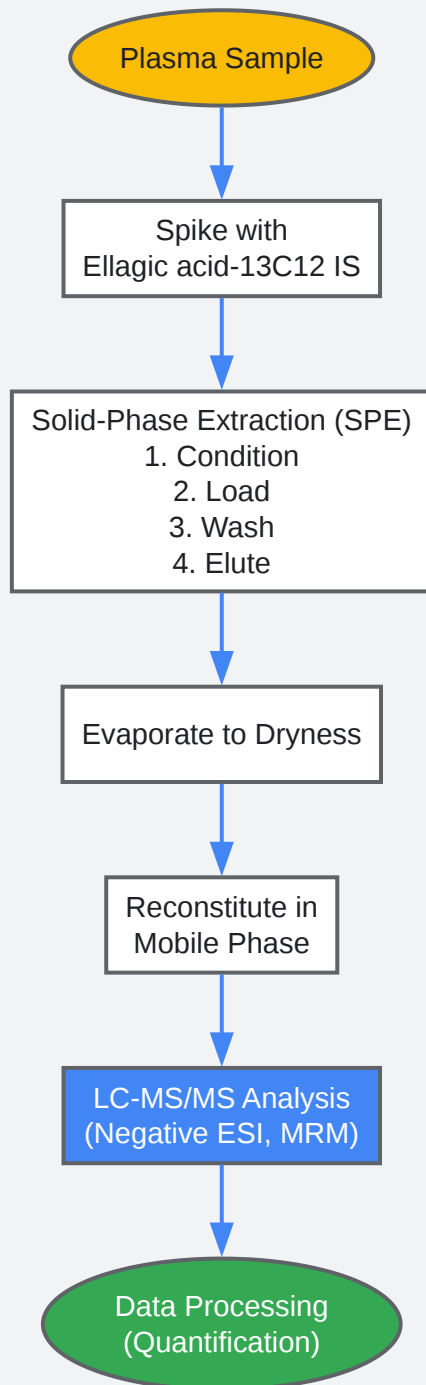 Plasma Sample
Spike with
Ellagic acid-13C12 IS
Solid-Phase Extraction (SPE)
1. Condition
2. Load
3. Wash
4. Elute
Evaporate to Dryness
Reconstitute in
Mobile Phase
LC-MS/MS Analysis
(Negative ESI, MRM)
Data Processing
(Quantification)